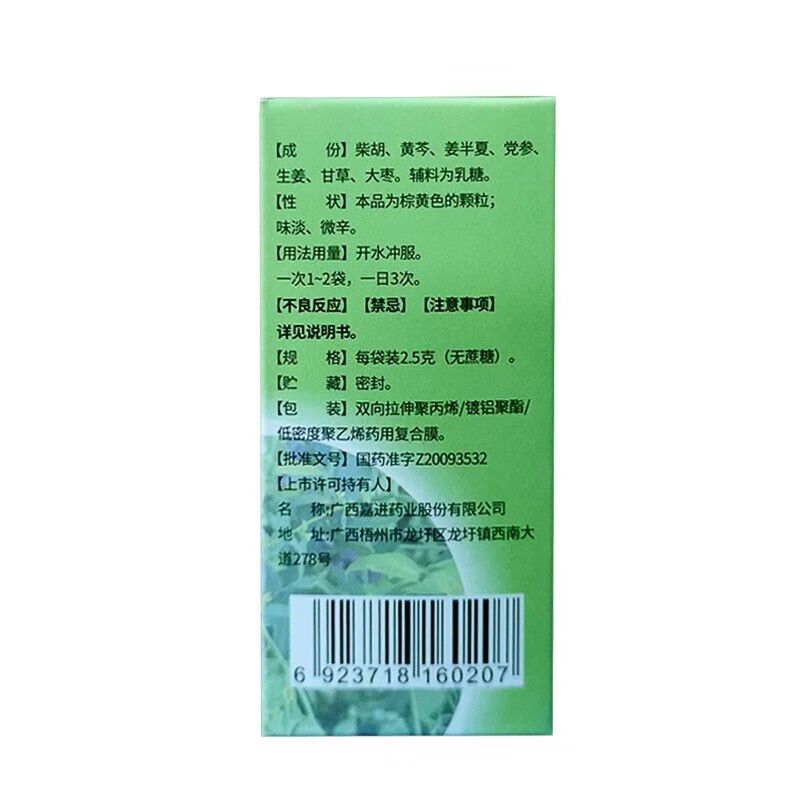 【成 份】柴胡、黄芩、姜半夏、党参、
生姜、甘草、大枣。辅料为乳糖。
【性 状】本品为棕黄色的颗粒；
味淡、微辛。
【用法用量】开水冲服。
一次1~2袋，一日3次。
【不良反应】【禁忌】【注意事项】
详见说明书。
【规 格】每袋装2.5克（无蔗糖）。
【贮 藏】密封。
【包 装】双向拉伸聚丙烯/镀铝聚酯/
低密度聚乙烯药用复合膜。
【批准文号】国药准字Z20093532
【上市许可持有人】
名 称:广西嘉进药业股份有限公司
地 址:广西梧州市龙圩区龙圩镇西南大
道278号
6 923718 160207